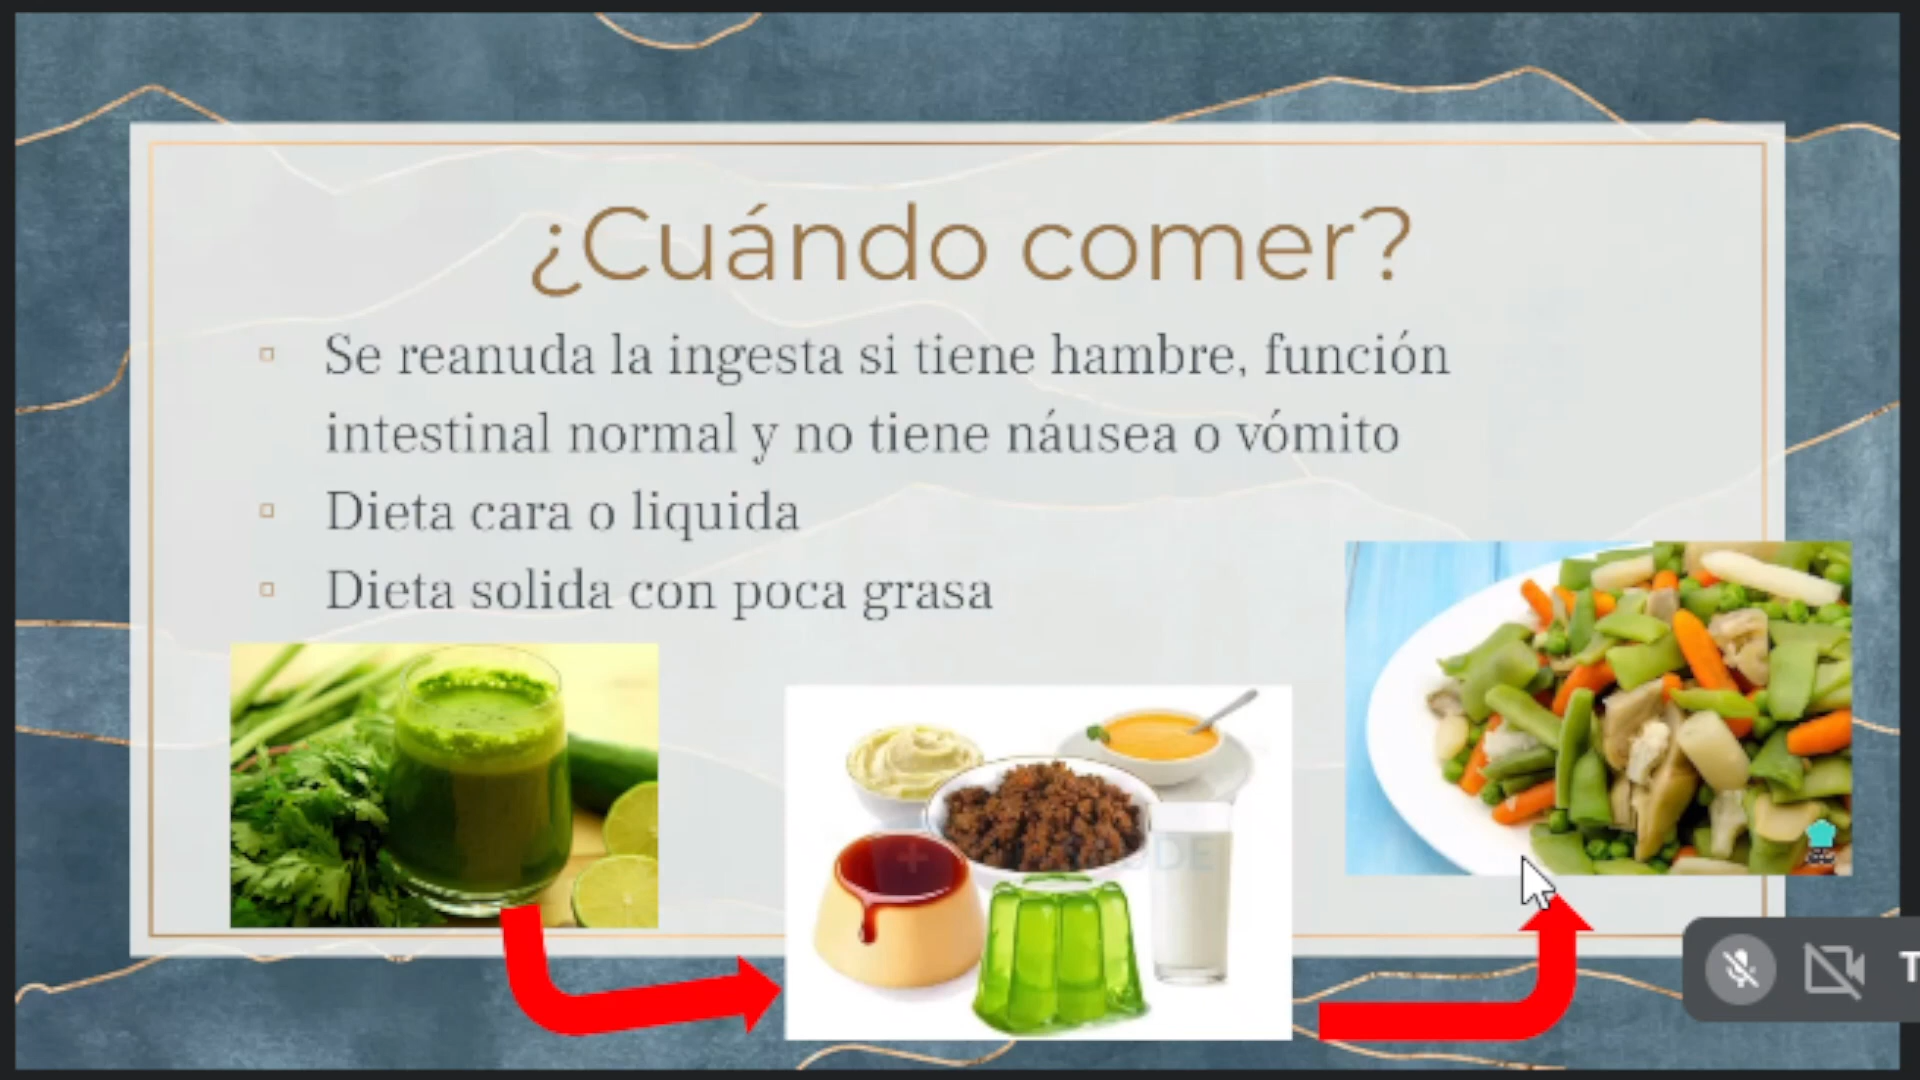 ¿Cuándo comer?
Se reanuda la ingesta si tiene hambre, función
intestinal normal y no tiene náusea o vómito
Dieta cara o liquida
Dieta solida con poca grasa
T